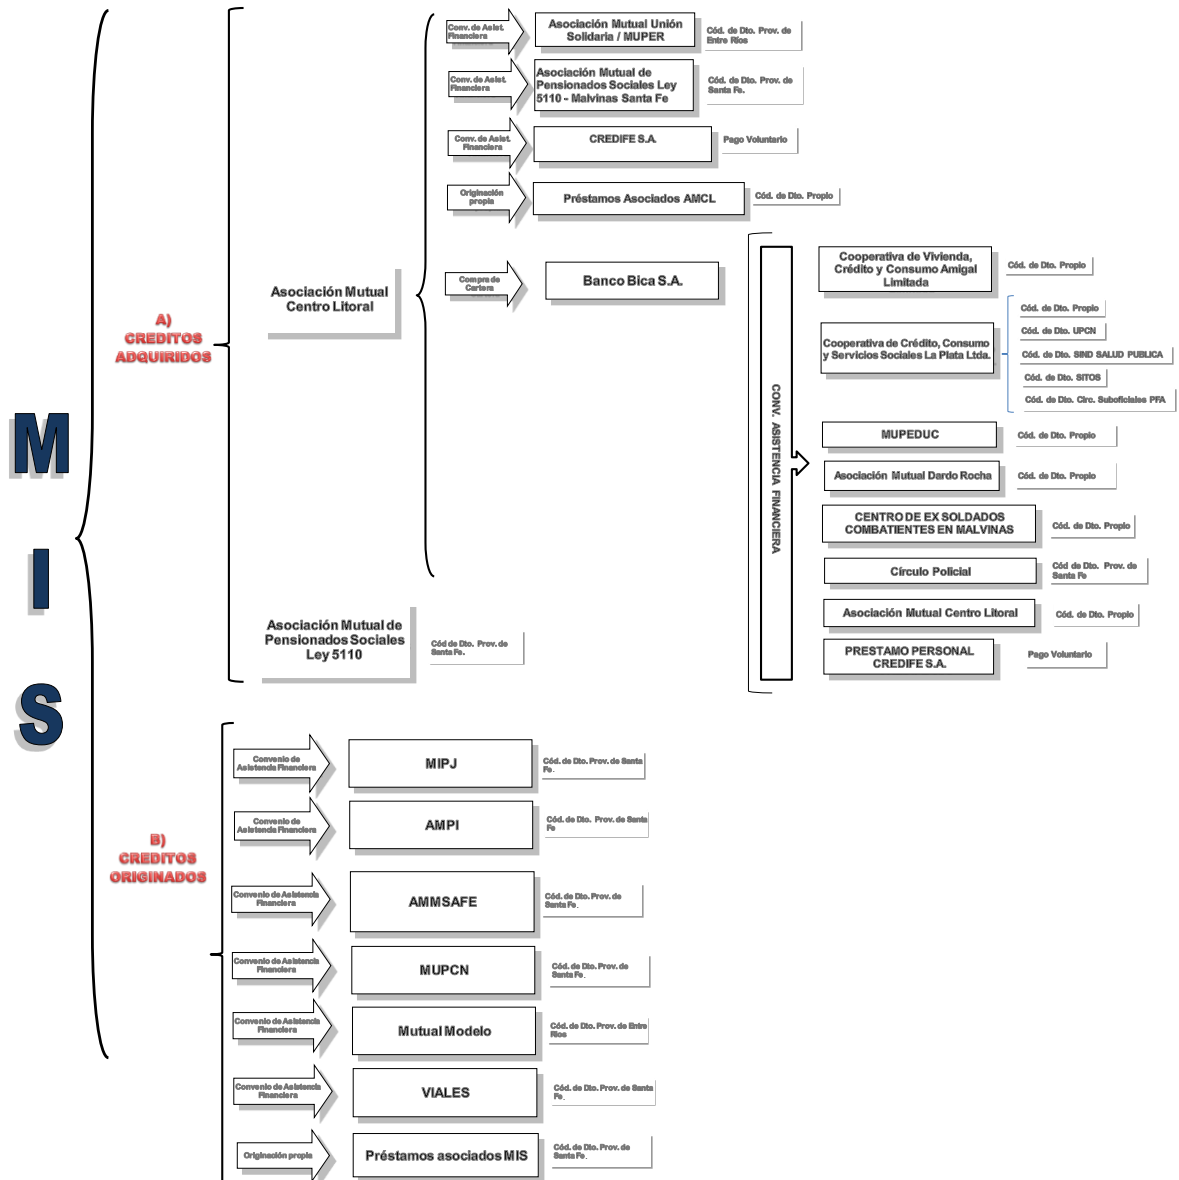 M
I
S
A)
CREDITOS
ADQUIRIDOS
Asociación Mutual
Centro Litoral
Conv. de Asist.
Financiera
Asociación Mutual Unión
Solidaria / MUPER
Cód. de Dto. Prov. de
Entre Ríos
Conv. de Asist.
Financiera
Asociación Mutual de
Pensionados Sociales Ley
5110 - Malvinas Santa Fe
Cód. de Dto. Prov. de
Santa Fe.
Conv. de Asist.
Financiera
CREDIFE S.A.
Pago Voluntario
Originación
propia
Préstamos Asociados AMCL
Cód. de Dto. Propio
Compra de
Cartera
Banco Bica S.A.
CONV. ASISTENCIA FINANCIERA
Cooperativa de Vivienda,
Crédito y Consumo Amigal
Limitada
Cód. de Dto. Propio
Cooperativa de Crédito, Consumo
y Servicios Sociales La Plata Ltda.
Cód. de Dto. Propio
Cód. de Dto. UPCN
Cód. de Dto. SIND SALUD PUBLICA
Cód. de Dto. SITOS
Cód. de Dto. Circ. Suboficiales PFA
MUPEDUC
Cód. de Dto. Propio
Asociación Mutual Dardo Rocha
Cód. de Dto. Propio
CENTRO DE EX SOLDADOS
COMBATIENTES EN MALVINAS
Cód. de Dto. Propio
Círculo Policial
Cód de Dto. Prov. de
Santa Fe
Asociación Mutual Centro Litoral
Cód. de Dto. Propio
PRESTAMO PERSONAL
CREDIFE S.A.
Pago Voluntario
Asociación Mutual de
Pensionados Sociales
Ley 5110
Cód de Dto. Prov. de
Santa Fe.
B)
CREDITOS
ORIGINADOS
Convenio de
Asistencia Financiera
MIPJ
Cód. de Dto. Prov. de Santa
Fe.
Convenio de
Asistencia Financiera
AMPI
Cód. de Dto. Prov. de Santa
Fe
Convenio de Asistencia
Financiera
AMMSAFE
Cód. de Dto. Prov. de
Santa Fe.
Convenio de Asistencia
Financiera
MUPCN
Cód. de Dto. Prov. de
Santa Fe.
Convenio de Asistencia
Financiera
Mutual Modelo
Cód. de Dto. Prov. de Entre
Ríos
Convenio de Asistencia
Financiera
VIALES
Cód. de Dto. Prov. de Santa
Fe.
Originación propia
Préstamos asociados MIS
Cód. de Dto. Prov. de
Santa Fe.